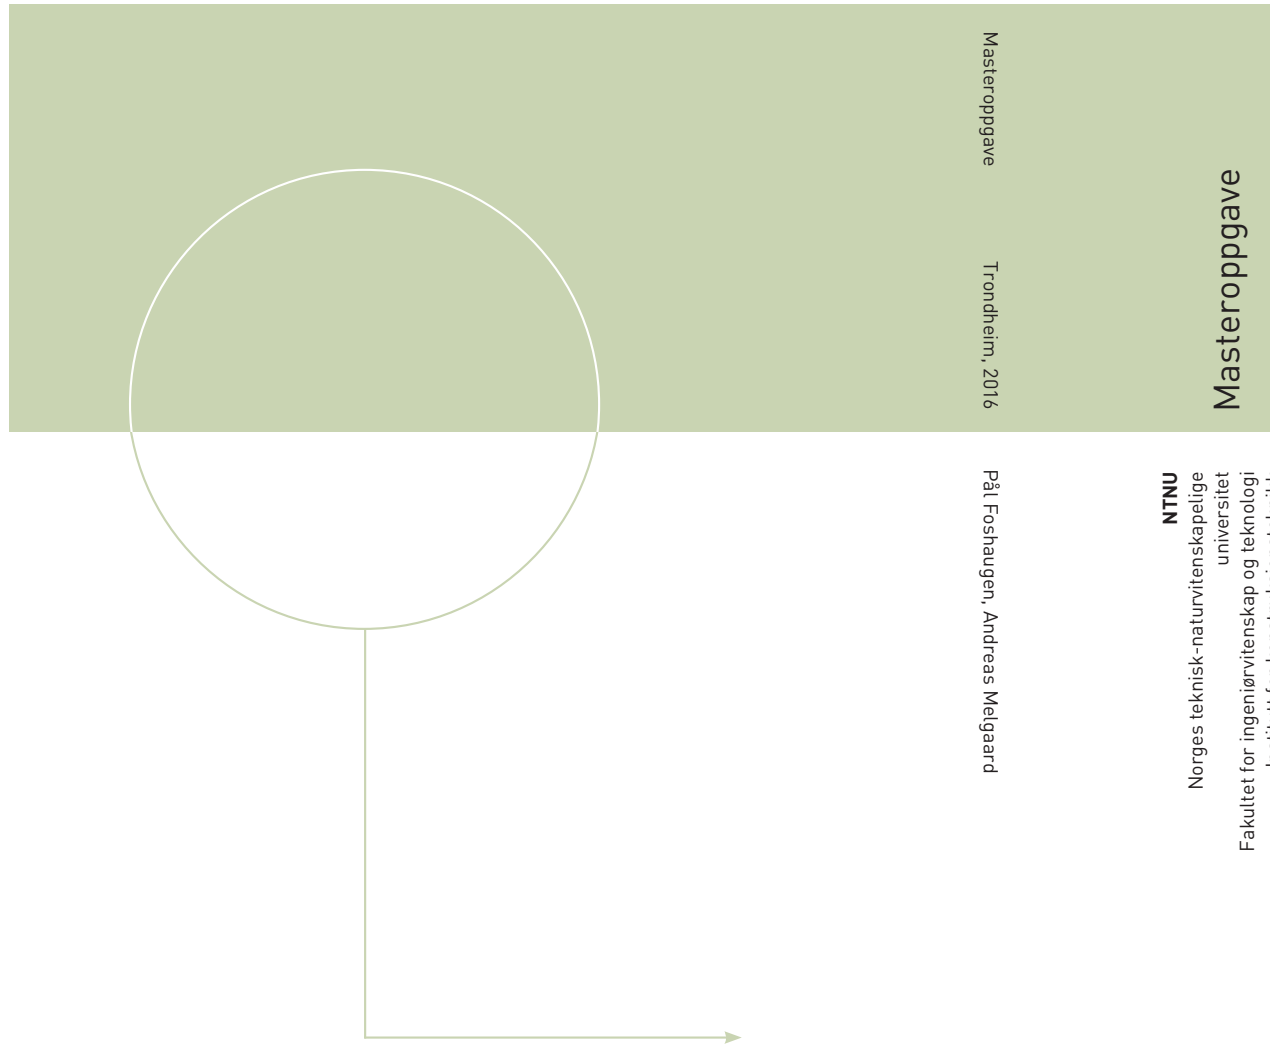 Masteroppgave
Trondheim, 2016
Pål Foshaugen, Andreas Melgaard
Masteroppgave
NTNU
Norges teknisk-naturvitenskapelige
universitet
Fakultet for ingeniørvitenskap og teknologi